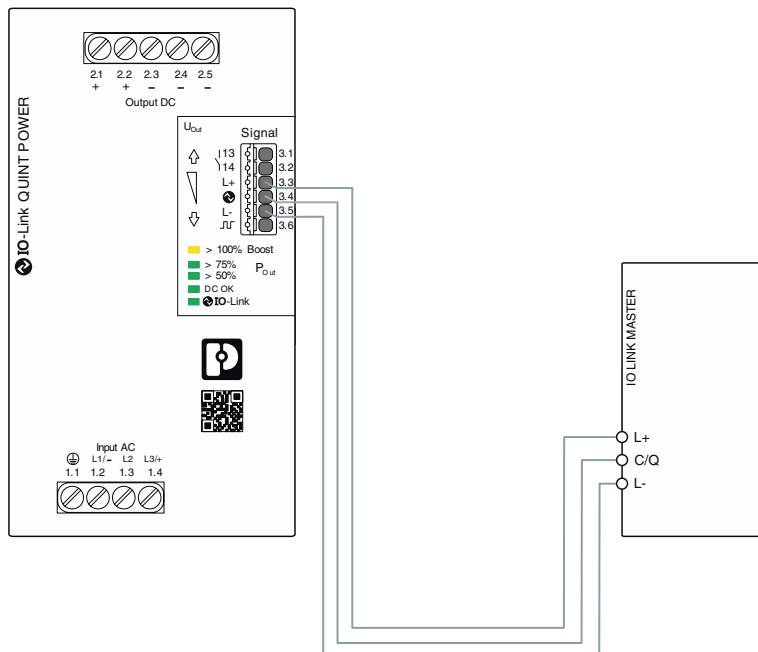 2.1 2.2 2.3 2.4 2.5
+ + – – –
Output DC
IO-Link QUINT POWER
UOut
Signal
13 3.1
14 3.2
L+ 3.3
3.4
L- 3.5
3.6
> 100% Boost
> 75%
> 50%
POut
DC OK
IO-Link
Input AC
L1/– L2 L3/+
1.1 1.2 1.3 1.4
IO LINK MASTER
L+
C/Q
L-